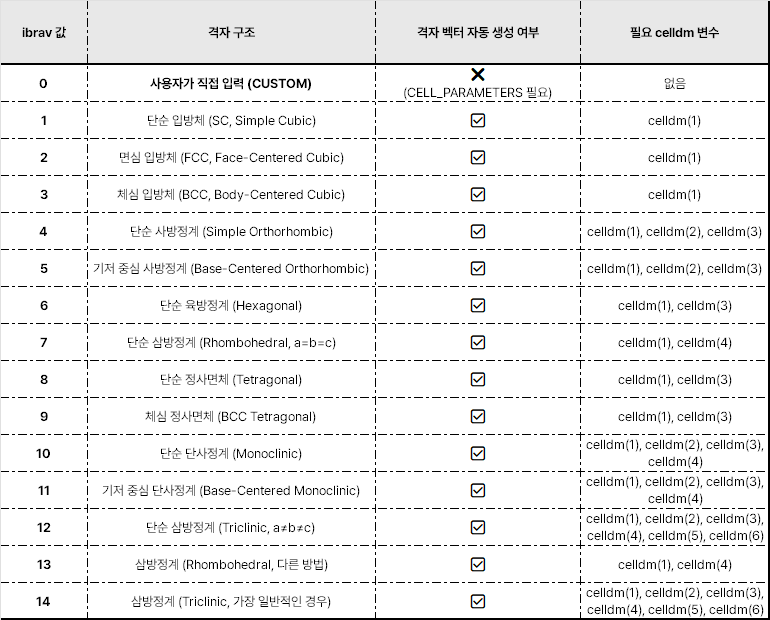 ibrav 값 격자 구조 격자 벡터 자동 생성 여부 필요 celldm 변수
0 사용자가 직접 입력 (CUSTOM) ❌ 없음
(CELL_PARAMETERS 필요)
1 단순 입방체 (SC, Simple Cubic) ☑ celldm(1)
2 면심 입방체 (FCC, Face-Centered Cubic) ☑ celldm(1)
3 체심 입방체 (BCC, Body-Centered Cubic) ☑ celldm(1)
4 단순 사방정계 (Simple Orthorhombic) ☑ celldm(1), celldm(2), celldm(3)
5 기저 중심 사방정계 (Base-Centered Orthorhombic) ☑ celldm(1), celldm(2), celldm(3)
6 단순 육방정계 (Hexagonal) ☑ celldm(1), celldm(3)
7 단순 삼방정계 (Rhombohedral, a=b=c) ☑ celldm(1), celldm(4)
8 단순 정사면체 (Tetragonal) ☑ celldm(1), celldm(3)
9 체심 정사면체 (BCC Tetragonal) ☑ celldm(1), celldm(3)
10 단순 단사정계 (Monoclinic) ☑ celldm(1), celldm(2), celldm(3),
celldm(4)
11 기저 중심 단사정계 (Base-Centered Monoclinic) ☑ celldm(1), celldm(2), celldm(3),
celldm(4)
12 단순 삼방정계 (Triclinic, a≠b≠c) ☑ celldm(1), celldm(2), celldm(3),
celldm(4), celldm(5), celldm(6)
13 삼방정계 (Rhombohedral, 다른 방법) ☑ celldm(1), celldm(4)
14 삼방정계 (Triclinic, 가장 일반적인 경우) ☑ celldm(1), celldm(2), celldm(3),
celldm(4), celldm(5), celldm(6)